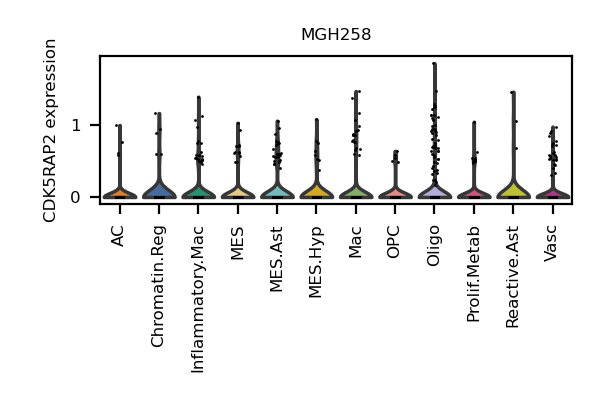 MGH258
CDK5RAP2 expression
1
0
AC
Chromatin.Reg
Inflammatory.Mac
MES
MES.Ast
MES.Hyp
Mac
OPC
Oligo
Prolif.Metab
Reactive.Ast
Vasc